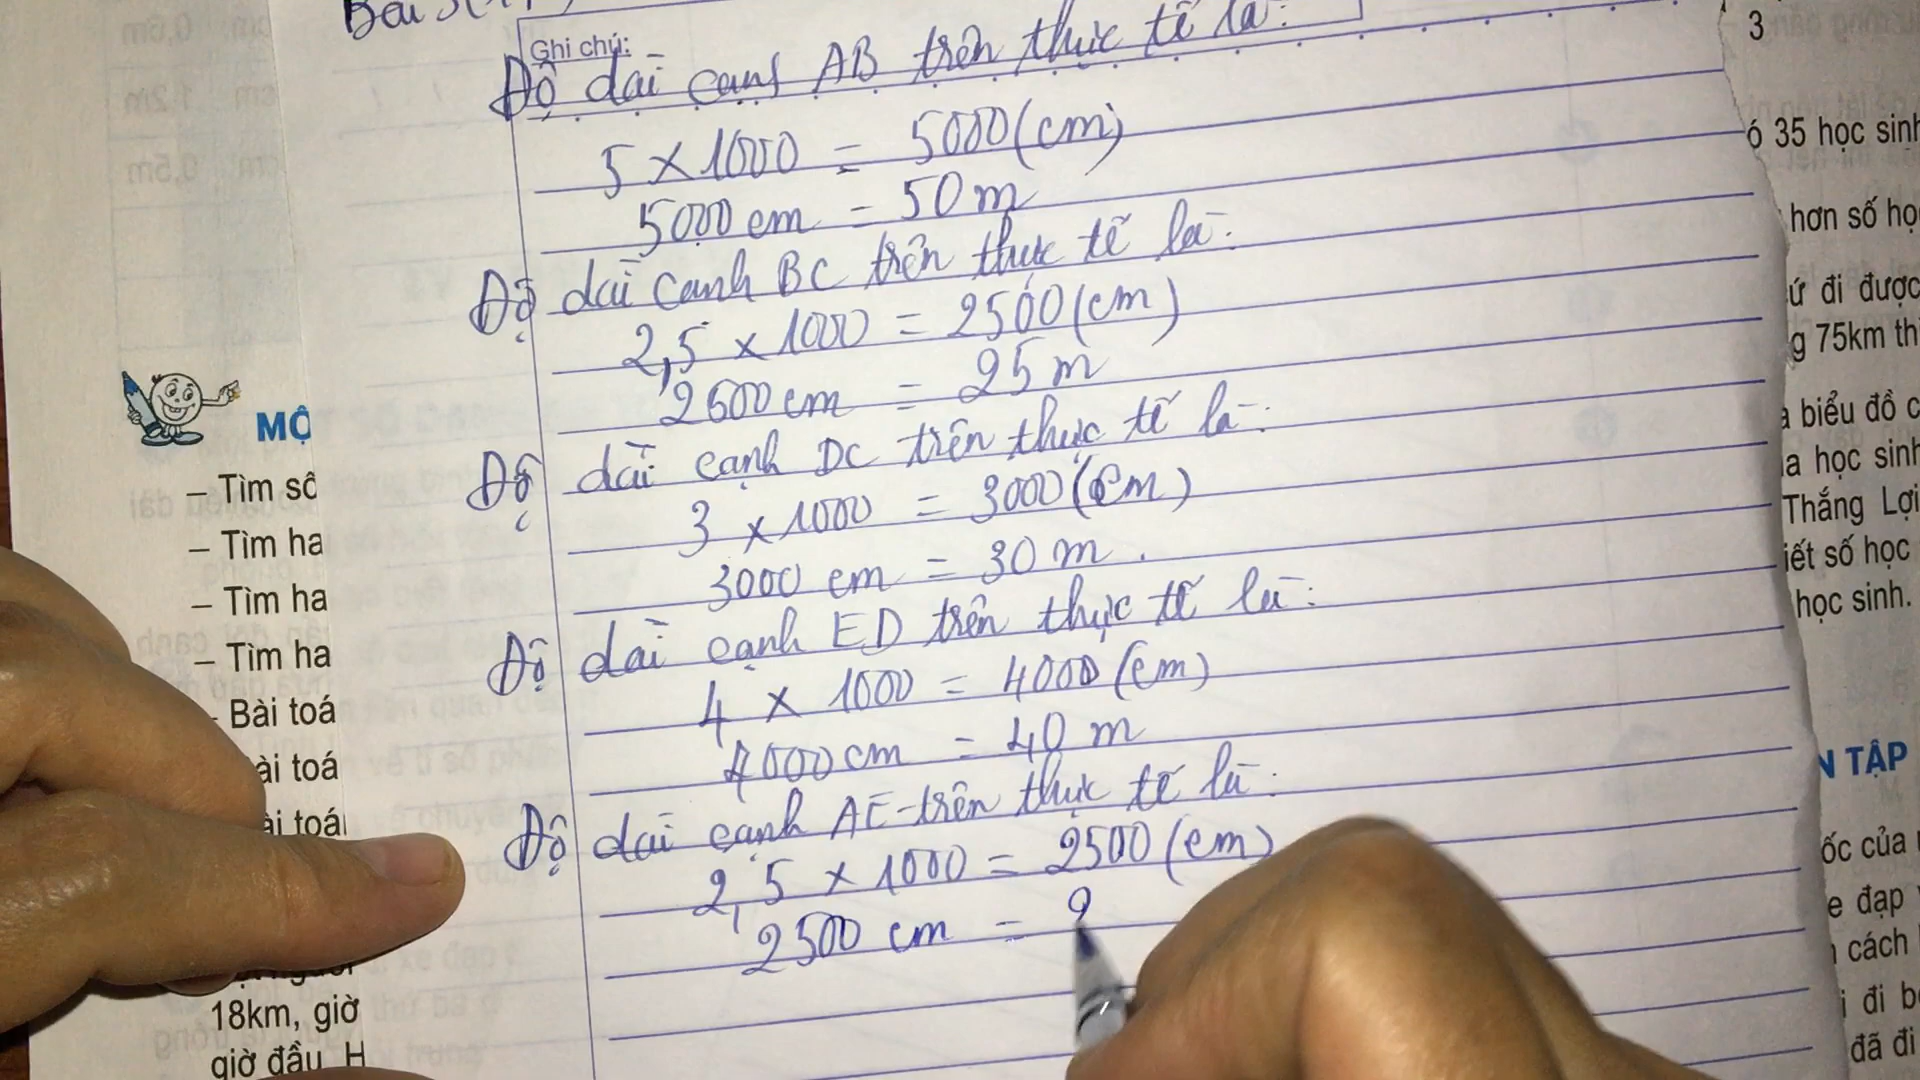 Bài
Ghi chú:
Độ dài cạnh AB trên thực tế là:
5 x 1000 = 5000 (cm)
5000 cm = 50 m
Độ dài cạnh BC trên thực tế là:
2,5 x 1000 = 2500 (cm)
2500 cm = 25 m
Độ dài cạnh DC trên thực tế là:
3 x 1000 = 3000 (cm)
3000 cm = 30 m.
Độ dài cạnh ED trên thực tế là:
4 x 1000 = 4000 (cm)
4000 cm = 40 m
Độ dài cạnh AE trên thực tế là:
2,5 x 1000 = 2500 (cm)
2500 cm =
MỘ
– Tìm số
– Tìm ha
– Tìm ha
– Tìm ha
- Bài toá
ài toá
ài toá
18km, giờ
giờ đầu. H
3
ó 35 học sinh
hơn số họ
ứ đi được
g 75km th
a biểu đồ c
a học sinh
Thắng Lợi
iết số học
học sinh.
N TẬP
ốc của
e đạp
cách
i đi b
đã đi